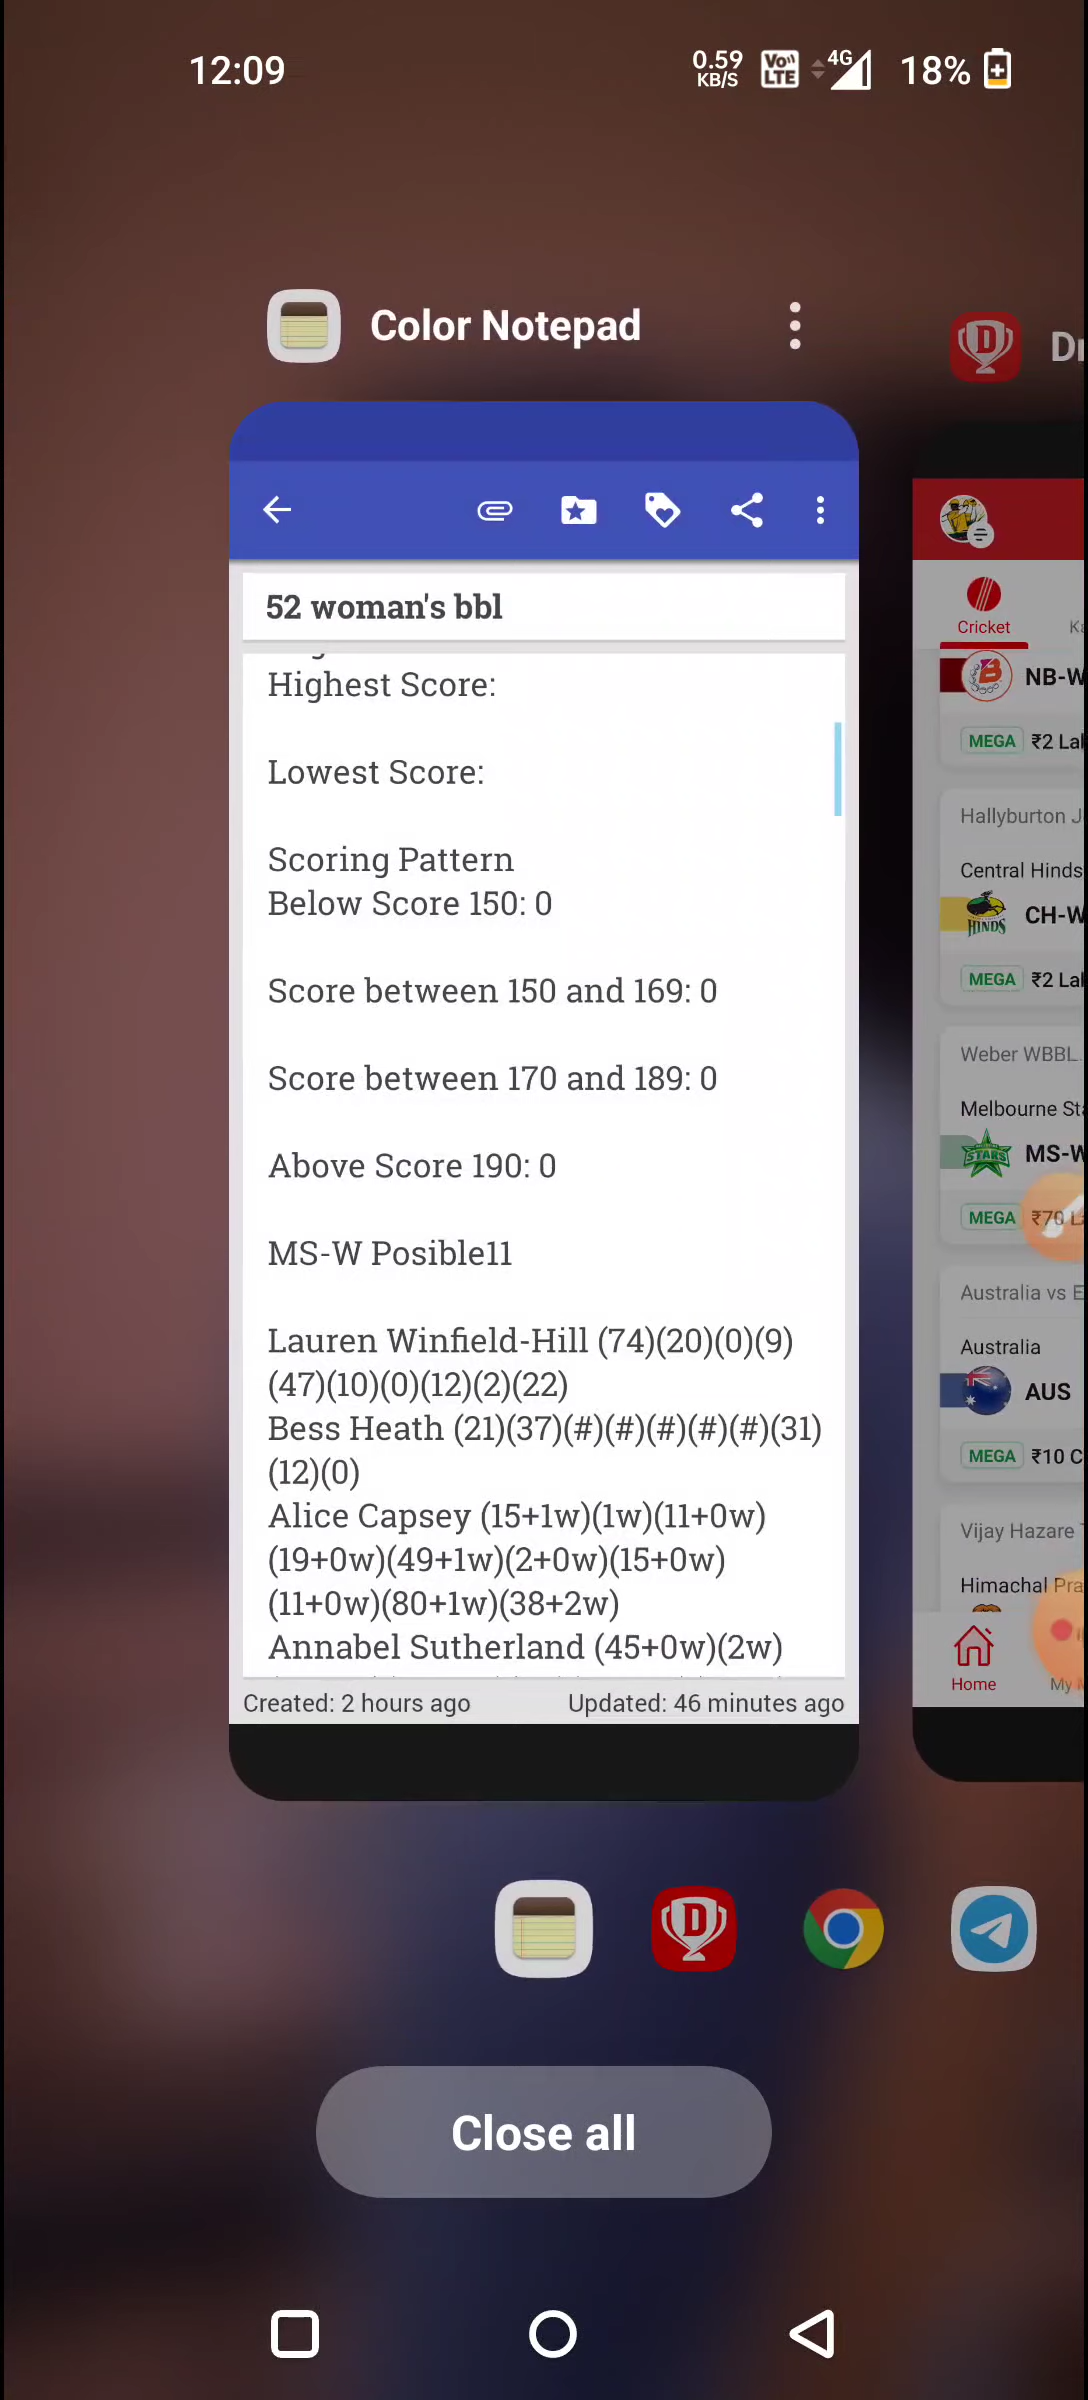 12:09
0.59
KB/S
Vo))
LTE
4G
18%
Color Notepad
52 woman's bbl
Highest Score:
Lowest Score:
Scoring Pattern
Below Score 150: 0
Score between 150 and 169: 0
Score between 170 and 189: 0
Above Score 190: 0
MS-W Posible11
Lauren Winfield-Hill (74)(20)(0)(9)
(47)(10)(0)(12)(2)(22)
Bess Heath (21)(37)(#)(#)(#)(#)(#)(31)
(12)(0)
Alice Capsey (15+1w)(1w)(11+0w)
(19+0w)(49+1w)(2+0w)(15+0w)
(11+0w)(80+1w)(38+2w)
Annabel Sutherland (45+0w)(2w)
Created: 2 hours ago
Updated: 46 minutes ago
D
Cricket
NB-W
MEGA
₹2
Hallyburton
Central Hinds
HINDS
CH-W
MEGA
₹2
Weber WBBL
Melbourne
STARS
MS-W
MEGA
₹70
Australia vs
Australia
AUS
MEGA
₹10
Vijay Hazare
Himachal
Home
My
D
Close all